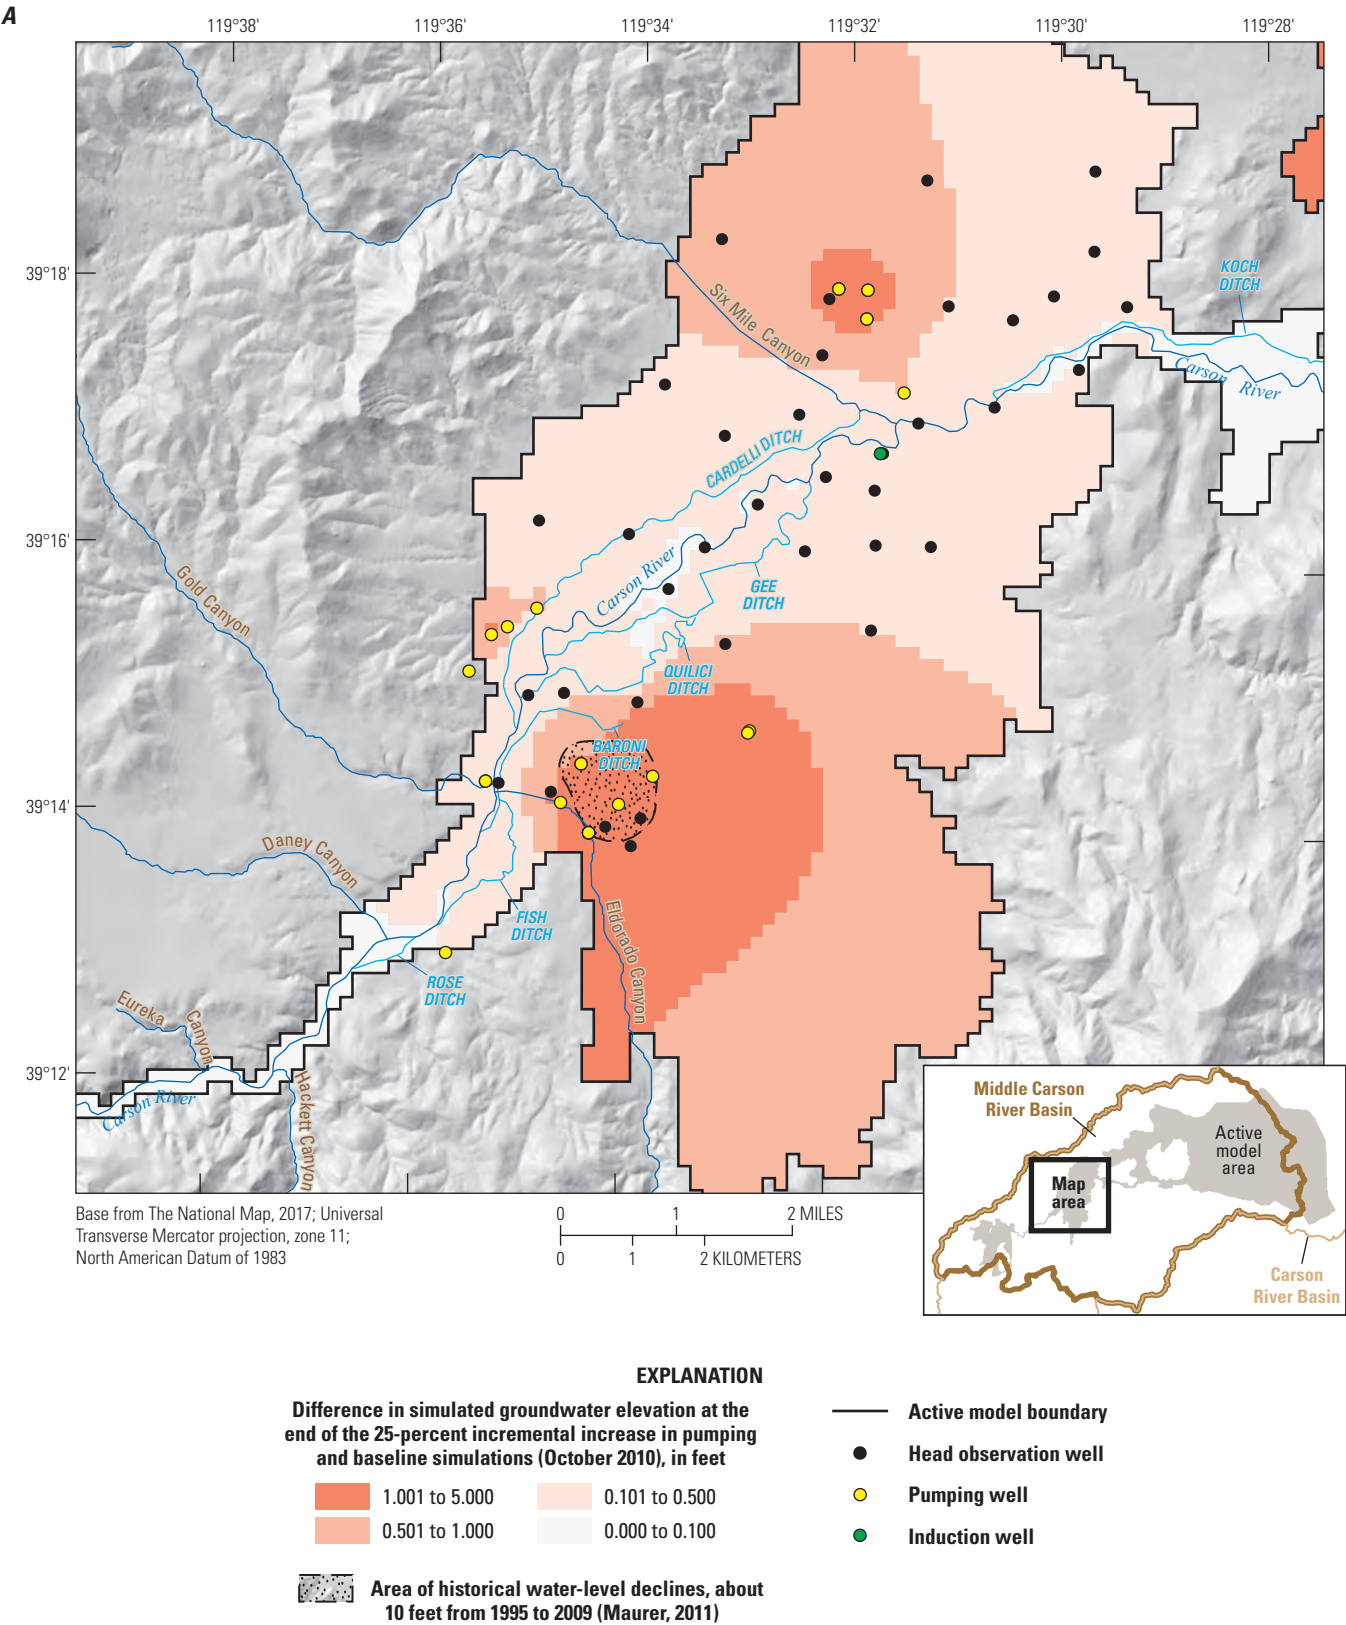 A
119°38'
119°36'
119°34'
119°32'
119°30'
119°28'
39°18'
39°16'
39°14'
39°12'
KOCH
DITCH
Six Mile Canyon
Carson River
CARDELLI DITCH
Gold Canyon
Carson River
GEE
DITCH
QUILICI
DITCH
BARONI
DITCH
Daney Canyon
FISH
DITCH
Eldorado Canyon
ROSE
DITCH
Eureka
Canyon
Carson River
Hackett Canyon
Middle Carson
River Basin
Active
model
area
Map
area
Carson
River Basin
Base from The National Map, 2017; Universal
Transverse Mercator projection, zone 11;
North American Datum of 1983
0 1 2 MILES
0 1 2 KILOMETERS
EXPLANATION
Difference in simulated groundwater elevation at the
end of the 25-percent incremental increase in pumping
and baseline simulations (October 2010), in feet
1.001 to 5.000
0.501 to 1.000
0.101 to 0.500
0.000 to 0.100
Area of historical water-level declines, about
10 feet from 1995 to 2009 (Maurer, 2011)
Active model boundary
Head observation well
Pumping well
Induction well